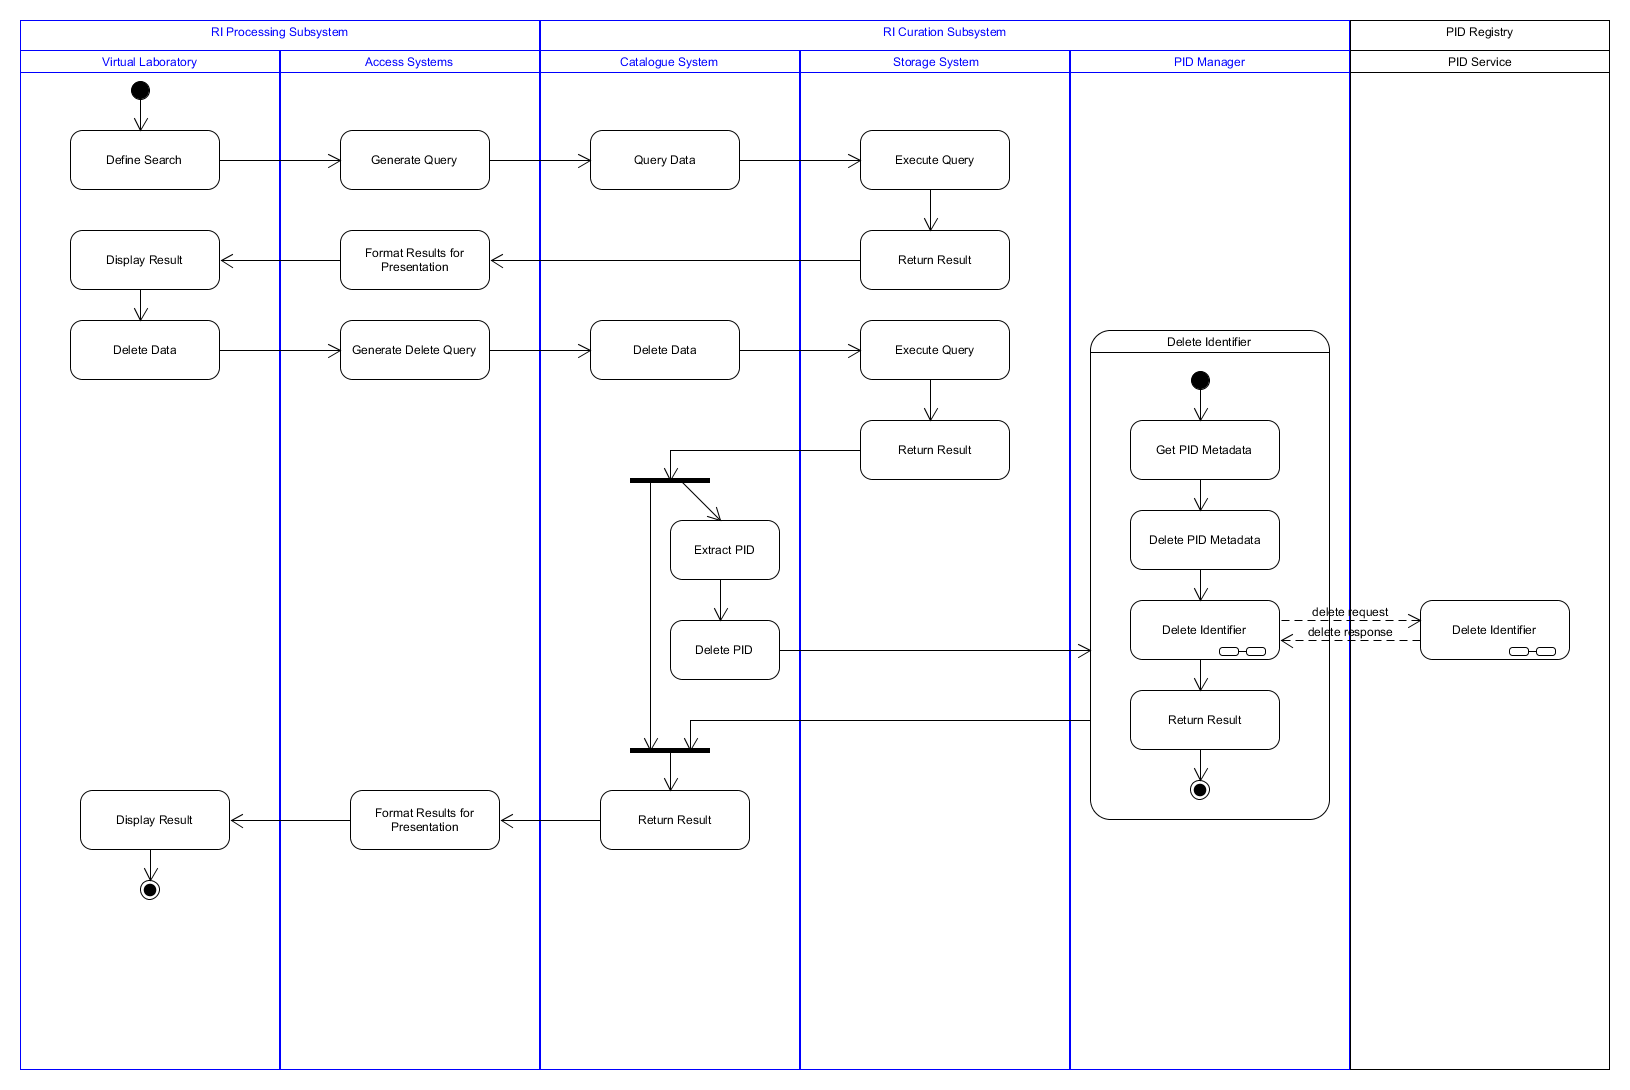 RI Processing Subsystem
RI Curation Subsystem
PID Registry
Virtual Laboratory
Access Systems
Catalogue System
Storage System
PID Manager
PID Service
Define Search
Generate Query
Query Data
Execute Query
Display Result
Format Results for
Presentation
Return Result
Delete Data
Generate Delete Query
Delete Data
Execute Query
Delete Identifier
Return Result
Get PID Metadata
Extract PID
Delete PID Metadata
Delete PID
Delete Identifier
delete request
delete response
Delete Identifier
Return Result
Display Result
Format Results for
Presentation
Return Result